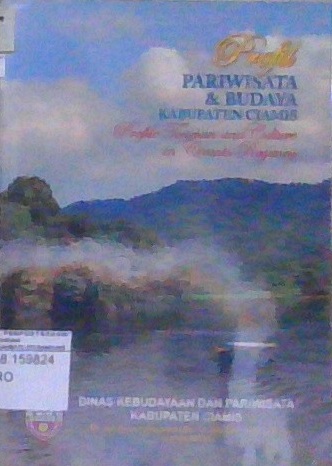 Profil
PARIWISATA
& BUDAYA
KABUPATEN CIAMIS
Profile Tourism and Culture
in Ciamis Regency
8.159824
RO
DINAS KEBUDAYAAN DAN PARIWISATA
KABUPATEN CIAMIS